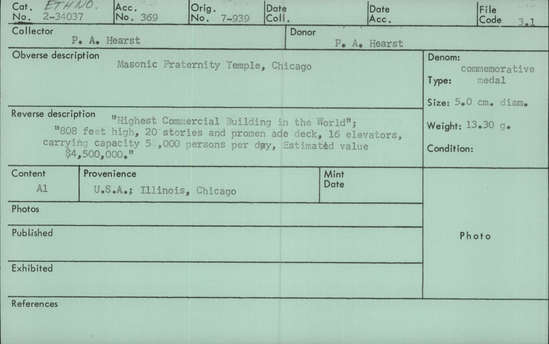 Cat. ETHNO. Acc. Orig. Date Date File
No. 2-34037 No. 369 No. 7-939 Coll. Acc. Code 3.1
Collector Donor
P. A. Hearst P. A. Hearst
Obverse description
Masonic Fraternity Temple, Chicago
Denom:
commemorative
Type: medal
Size: 5.0 cm. diam.
Weight: 13.30 g.
Condition:
Reverse description "Highest Commercial Building in the World";
"808 feet high, 20 stories and promen ade deck, 16 elevators,
carrying capacity 5 ,000 persons per day, Estimated value
$4,500,000."
Content Provenience Mint
Date
Al U.S.A.; Illinois, Chicago
Photos
Published
Photo
Exhibited
References